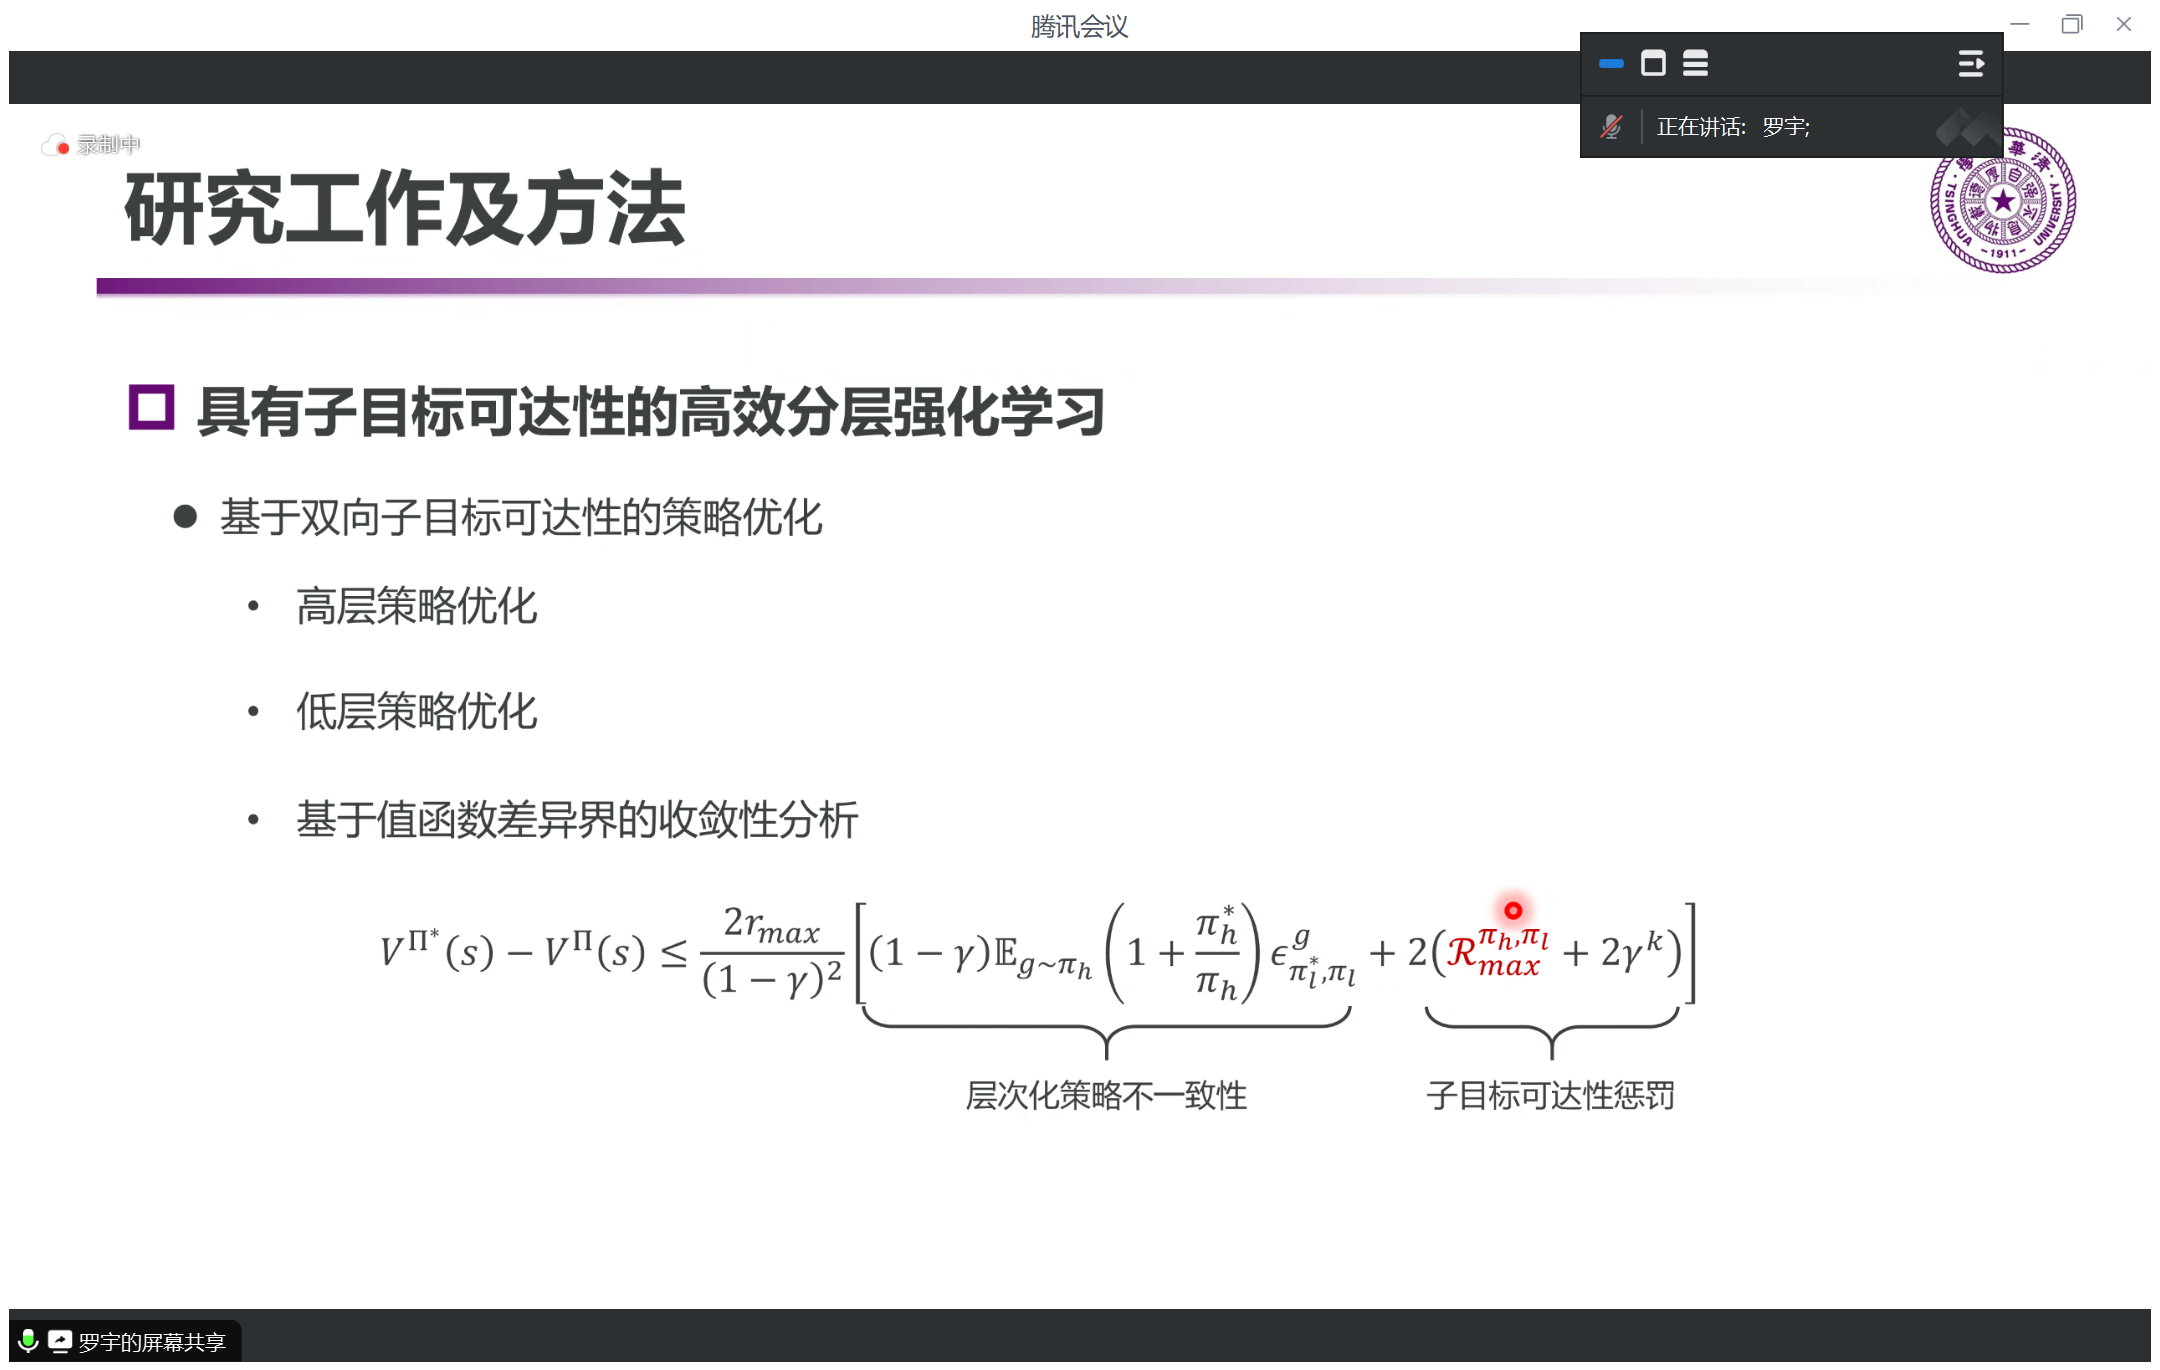 腾讯会议
正在讲话: 罗宇;
录制中
研究工作及方法
TSINGHUA UNIVERSITY
-1911-
具有子目标可达性的高效分层强化学习
● 基于双向子目标可达性的策略优化
• 高层策略优化
• 低层策略优化
• 基于值函数差异界的收敛性分析
$V^{\Pi^*}(s) - V^{\Pi}(s) \leq \frac{2r_{max}}{(1-\gamma)^2}\left[(1-\gamma)\mathbb{E}_{g\sim\pi_h}\left(1+\frac{\pi_h^*}{\pi_h}\right)\epsilon^{g}_{\pi_l^*,\pi_l} + 2(\mathcal{R}^{\pi_h,\pi_l}_{max} + 2\gamma^k)\right]$
层次化策略不一致性 子目标可达性惩罚
罗宇的屏幕共享